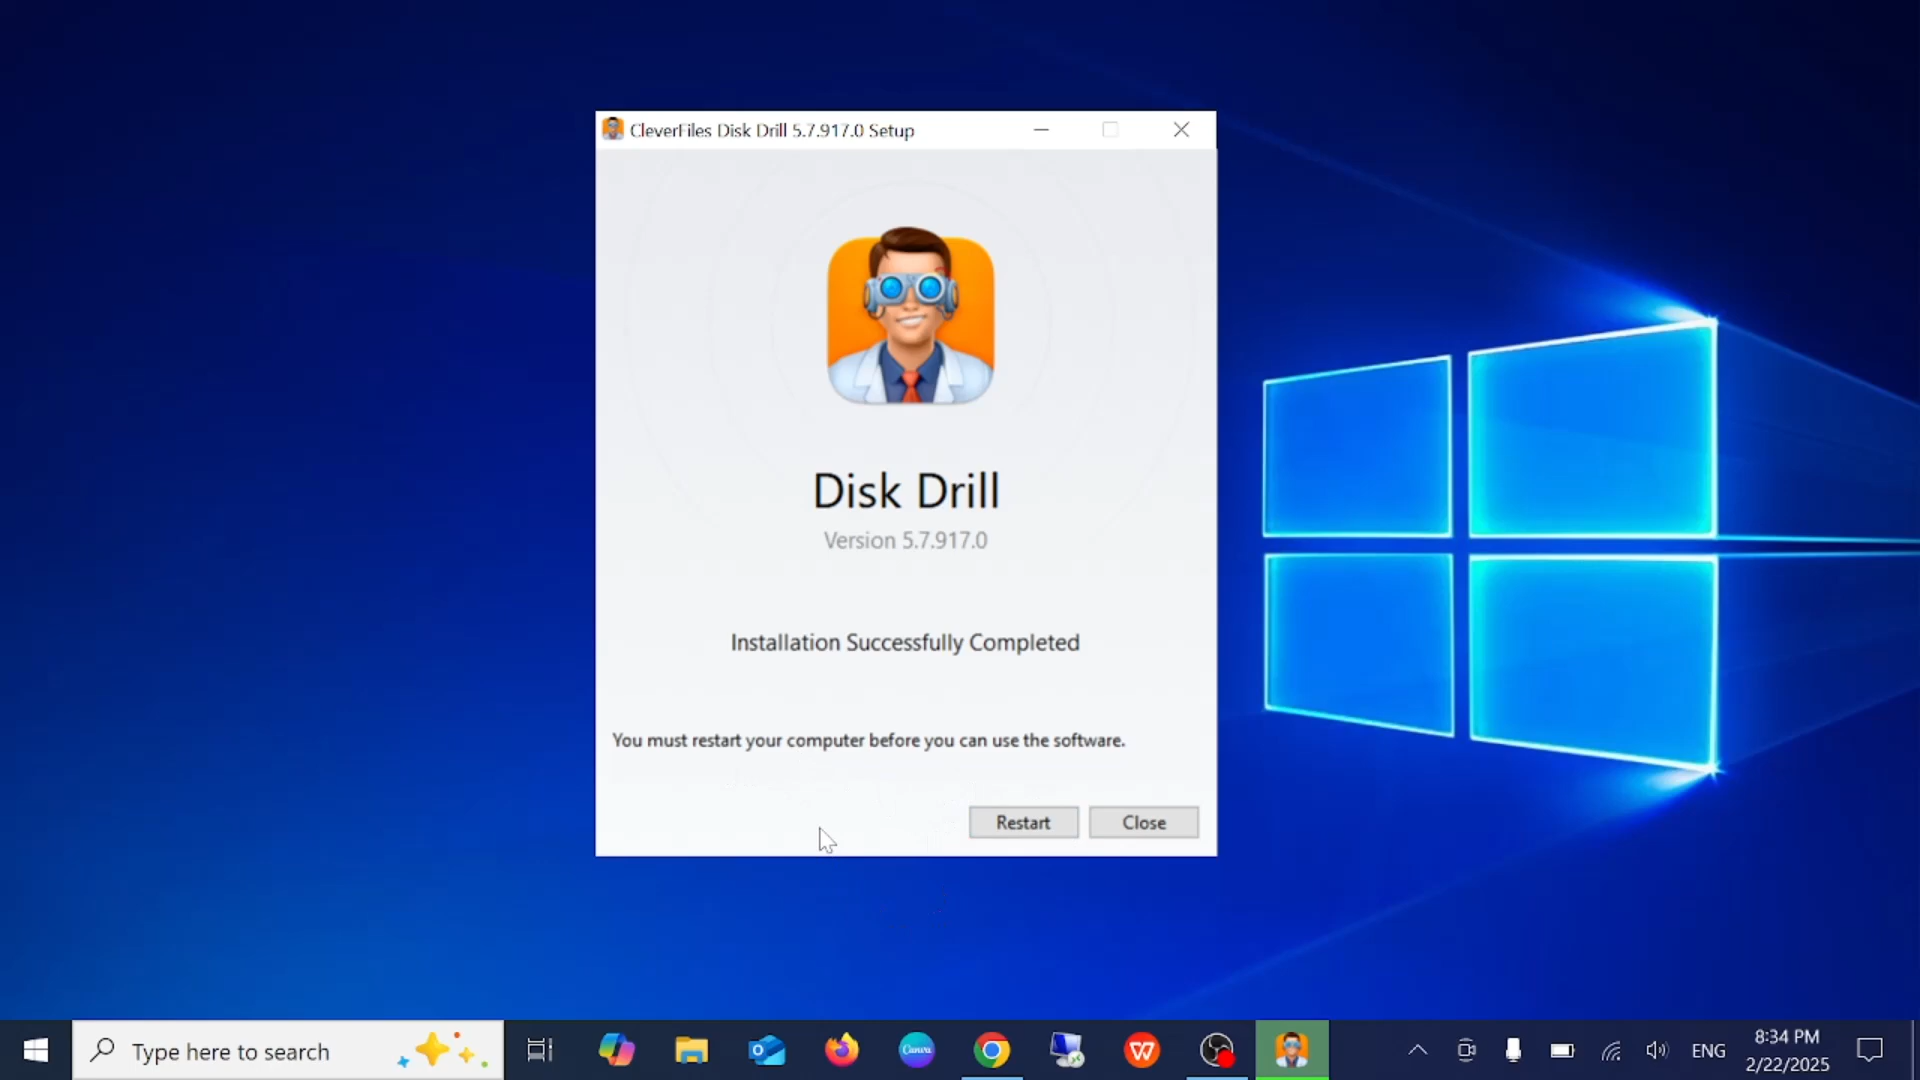 CleverFiles Disk Drill 5.7.917.0 Setup
Disk Drill
Version 5.7.917.0
Installation Successfully Completed
You must restart your computer before you can use the software.
Restart
Close
Type here to search
Canva
ENG
8:34 PM
2/22/2025